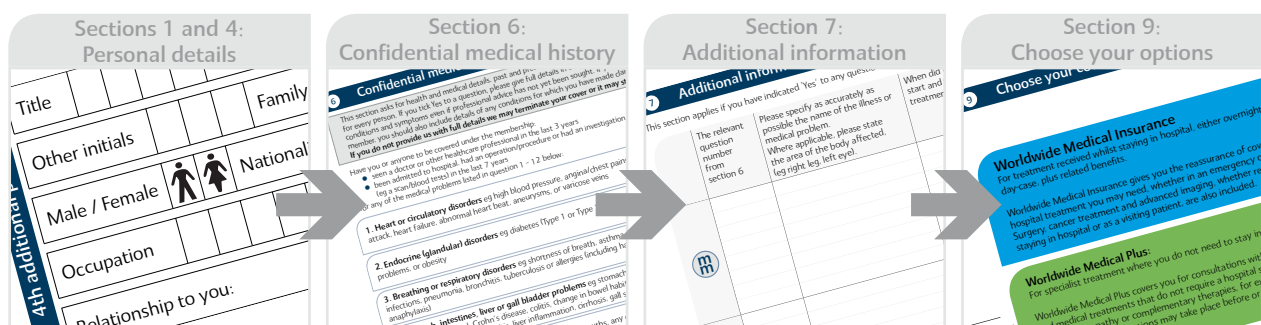 Sections 1 and 4:
Personal details
4th additional p
Title
Other initials
Family
Male / Female
National
Occupation
Relationship to you:
Section 6:
Confidential medical history
6
Confidential medic
This section asks for health and medical details, past and pr
for every person. If you tick Yes to a question, please give full details in
conditions and symptoms even if professional advice has not yet been sought. If y
member, you should also include details of any conditions for which you have made clai
If you do not provide us with full details we may terminate your cover or it may st
Have you or anyone to be covered under the membership:
seen a doctor or other healthcare professional in the last 3 years
been admitted to hospital, had an operation/procedure or had an investigation
(eg a scan/blood tests) in the last 7 years
or any of the medical problems listed in question 1 - 12 below:
1. Heart or circulatory disorders eg high blood pressure, angina/chest pain
attack, heart failure, abnormal heart beat, aneurysms, or varicose veins
2. Endocrine (glandular) disorders eg diabetes (Type 1 or Type
problems, or obesity
3. Breathing or respiratory disorders eg shortness of breath, asthma
infections, pneumonia, bronchitis, tuberculosis or allergies (including ha
anaphylaxis)
intestines, liver or gall bladder problems eg stomach
Crohn's disease, colitis, change in bowel habit
liver inflammation, cirrhosis, gall s
Section 7:
Additional information
7
Additional informa
This section applies if you have indicated 'Yes' to any questio
The relevant
question
number
from
section 6
Please specify as accurately as
possible the name of the illness or
medical problem.
Where applicable, please state
the area of the body affected.
(eg right leg, left eye).
When did
start and
treatmen
mm
Section 9:
Choose your options
9
Choose your co
Worldwide Medical Insurance
For treatment received whilst staying in hospital, either overnight
day-case, plus related benefits.
Worldwide Medical Insurance gives you the reassurance of cov
hospital treatment you may need, whether in an emergency o
Surgery, cancer treatment and advanced imaging, whether re
staying in hospital or as a visiting patient, are also included.
Worldwide Medical Plus:
For specialist treatment where you do not need to stay in
Worldwide Medical Plus covers you for consultations wit
medical treatments that do not require a hospital s
pathy or complementary therapies, for ex
tions may take place before or